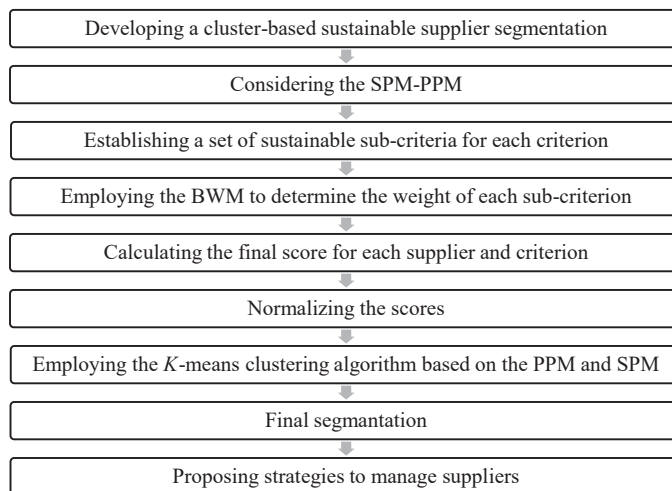 Developing a cluster-based sustainable supplier segmentation
Considering the SPM-PPM
Establishing a set of sustainable sub-criteria for each criterion
Employing the BWM to determine the weight of each sub-criterion
Calculating the final score for each supplier and criterion
Normalizing the scores
Employing the K-means clustering algorithm based on the PPM and SPM
Final segmantation
Proposing strategies to manage suppliers